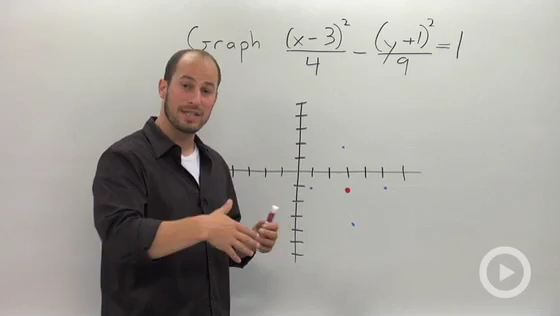 Graph (x-3)²/4 - (y+1)²/9 = 1